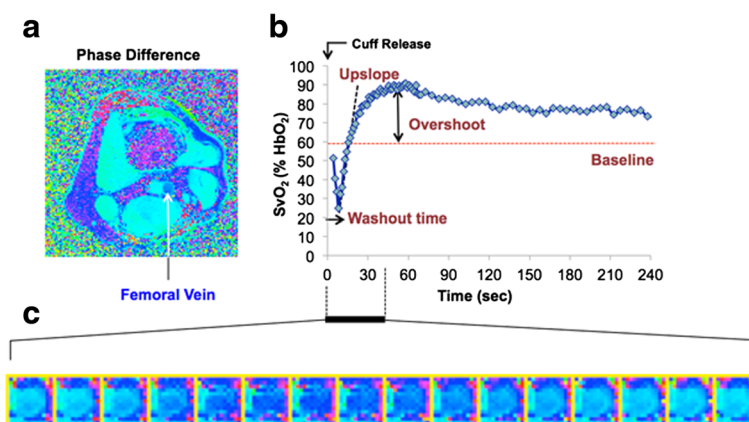 a
Phase Difference
Femoral Vein
b
Cuff Release
Upslope
Overshoot
Baseline
Washout time
SvO₂ (% HbO₂)
100
90
80
70
60
50
40
30
20
10
0
0 30 60 90 120 150 180 210 240
Time (sec)
c